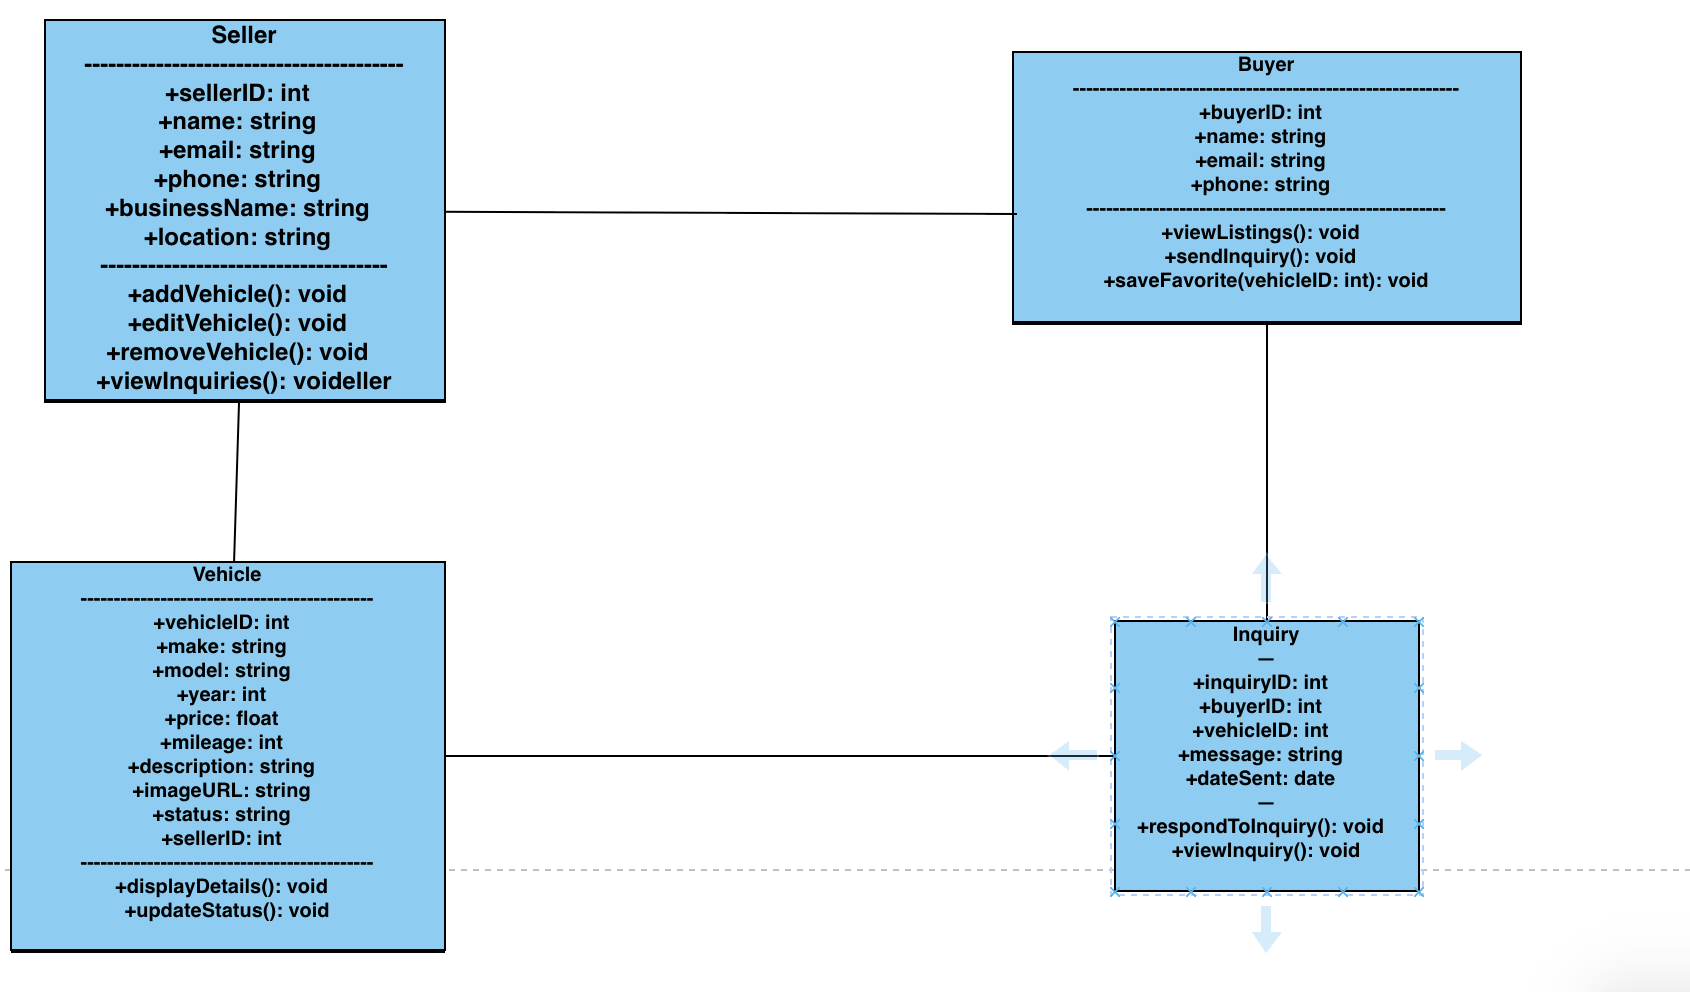 Seller
---------------------------------------
+sellerID: int
+name: string
+email: string
+phone: string
+businessName: string
+location: string
-----------------------------------
+addVehicle(): void
+editVehicle(): void
+removeVehicle(): void
+viewInquiries(): voideller
Buyer
----------------------------------------------------------
+buyerID: int
+name: string
+email: string
+phone: string
------------------------------------------------------
+viewListings(): void
+sendInquiry(): void
+saveFavorite(vehicleID: int): void
Vehicle
--------------------------------------------
+vehicleID: int
+make: string
+model: string
+year: int
+price: float
+mileage: int
+description: string
+imageURL: string
+status: string
+sellerID: int
--------------------------------------------
+displayDetails(): void
+updateStatus(): void
Inquiry
—
+inquiryID: int
+buyerID: int
+vehicleID: int
+message: string
+dateSent: date
—
+respondToInquiry(): void
+viewInquiry(): void